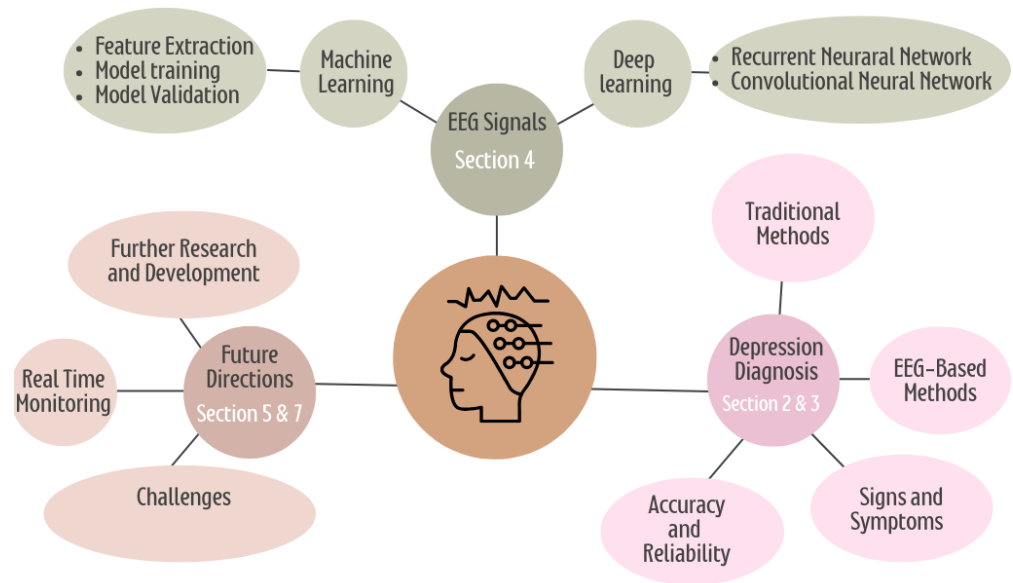 • Feature Extraction
• Model training
• Model Validation
Machine
Learning
Deep
learning
• Recurrent Neuraral Network
• Convolutional Neural Network
EEG Signals
Section 4
Traditional
Methods
Further Research
and Development
Future
Directions
Section 5 & 7
Real Time
Monitoring
Challenges
Depression
Diagnosis
Section 2 & 3
EEG-Based
Methods
Accuracy
and
Reliability
Signs and
Symptoms